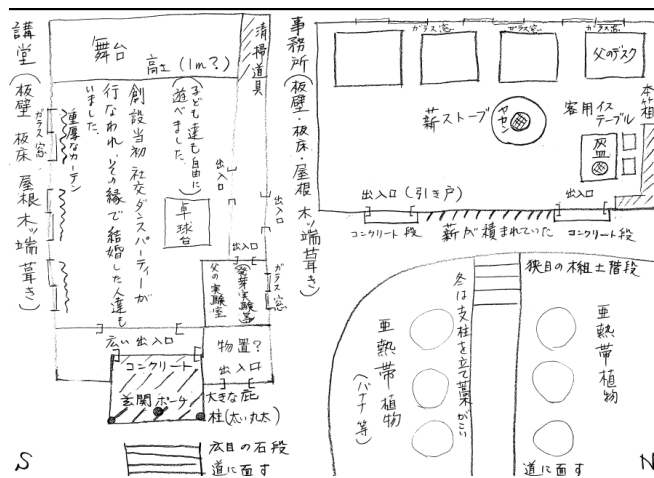 講堂(板壁 板床 屋根 木ッ端葺き)
舞台
高さ(1m?)
清掃道具
(子ども達も自由に
遊べました)
創設当初 社交ダンスパーティーが
行なわれ、その縁で結婚した人達も
いました。
重厚なカーテン
ガラス窓
卓球台
出入口
出入口
出入口
ガラス窓
(発芽実験室)
父の実験室
広い出入口
物置?
出入口
コンクリート
玄関ポーチ
大きな庇
柱(太い丸太)
広目の石段
道に面す
S
事務所(板壁・板床・屋根 木ッ端葺き)
ガラス窓
ガラス窓
ガラス窓
父のデスク
本箱
薪ストーブ
ヤカン
客用イス
テーブル
灰皿
出入口(引き戸)
出入口
コンクリート段
薪が積まれていた
コンクリート段
狭目の木組土階段
冬は支柱を立て藁がこい
亜熱帯植物
(バナナ等)
亜熱帯植物
道に面す
N